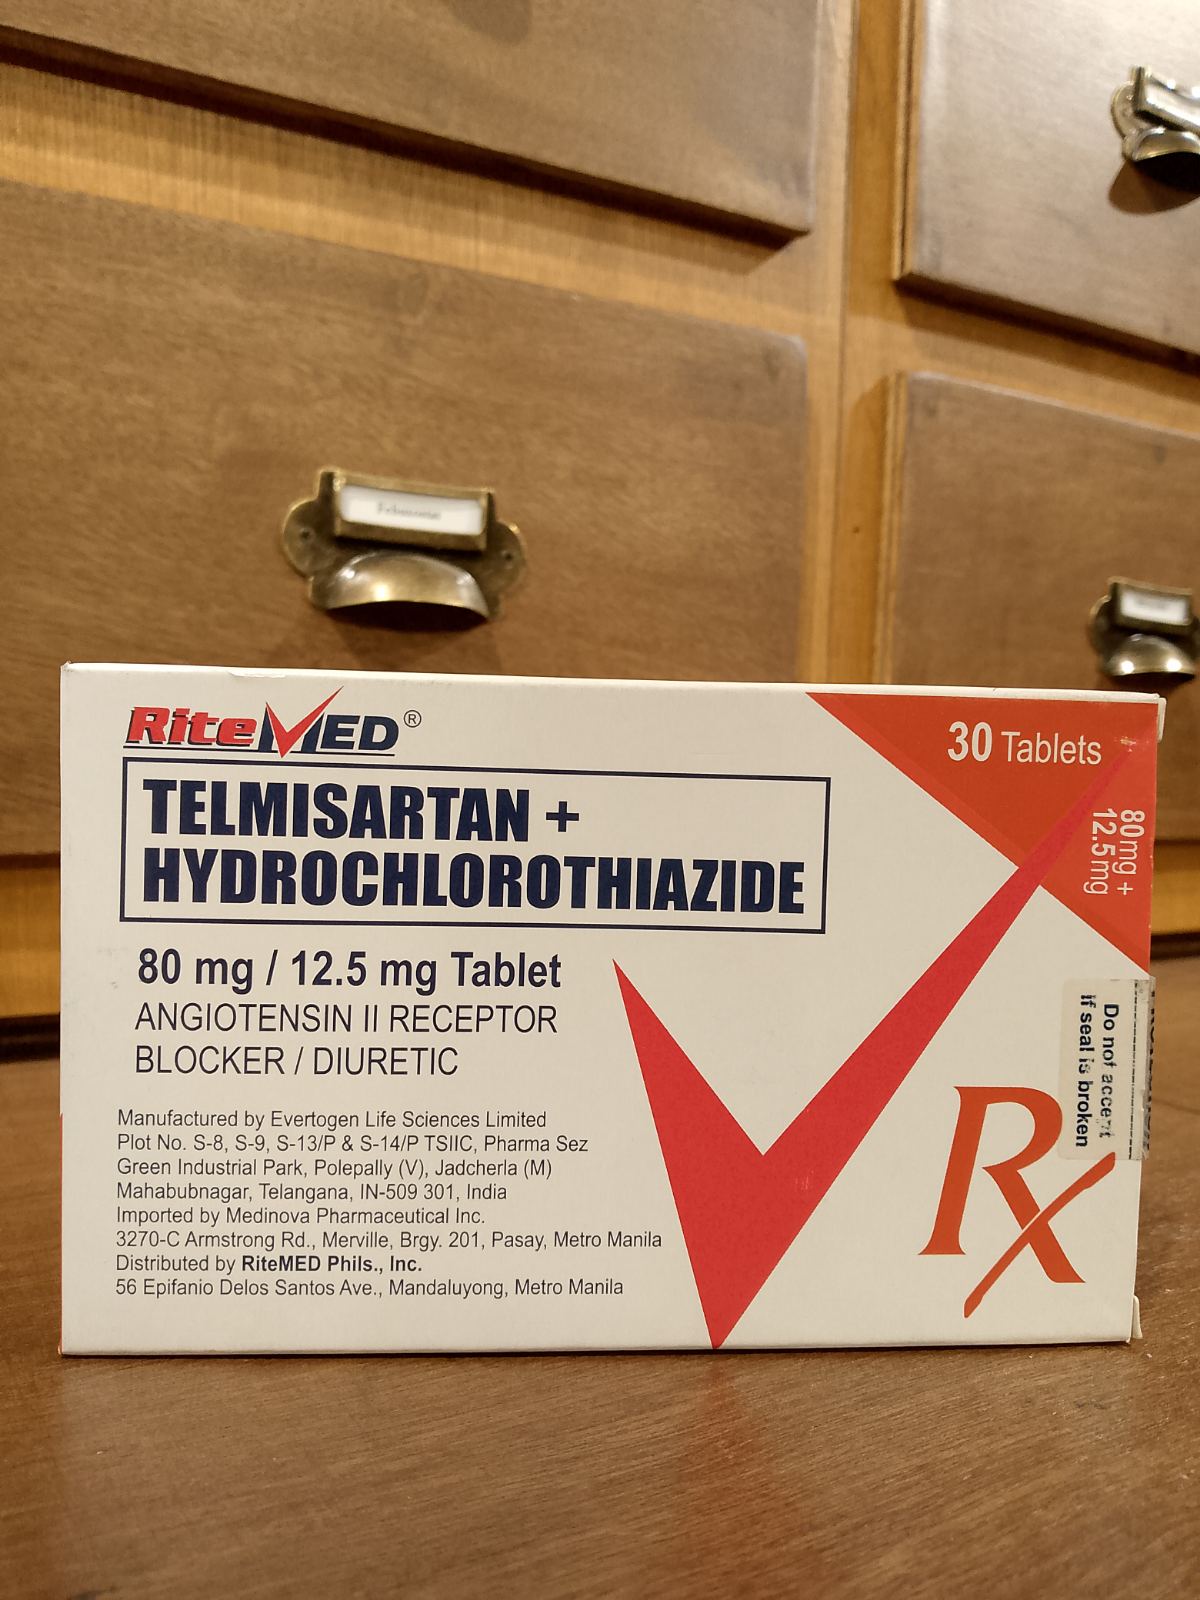 RiteMED®
TELMISARTAN +
HYDROCHLOROTHIAZIDE
80 mg / 12.5 mg Tablet
ANGIOTENSIN II RECEPTOR
BLOCKER / DIURETIC
Manufactured by Evertogen Life Sciences Limited
Plot No. S-8, S-9, S-13/P & S-14/P TSIIC, Pharma Sez
Green Industrial Park, Polepally (V), Jadcherla (M)
Mahabubnagar, Telangana, IN-509 301, India
Imported by Medinova Pharmaceutical Inc.
3270-C Armstrong Rd., Merville, Brgy. 201, Pasay, Metro Manila
Distributed by RiteMED Phils., Inc.
56 Epifanio Delos Santos Ave., Mandaluyong, Metro Manila
30 Tablets
80 mg +
12.5 mg
Do not accept
if seal is broken
Rx